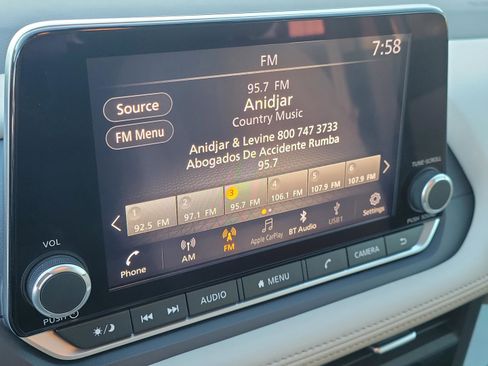 7:58
FM
95.7 FM
Source
Anidjar
Country Music
FM Menu
Anidjar & Levine 800 747 3733
Abogados De Accidente Rumba
95.7
1 2 3 4 5 6
92.5 FM 97.1 FM 95.7 FM 106.1 FM 107.9 FM 107.9 FM
Phone AM FM Apple CarPlay BT Audio USB1 Settings
VOL
TUNE·SCROLL
PUSH
PUSH
AUDIO MENU CAMERA